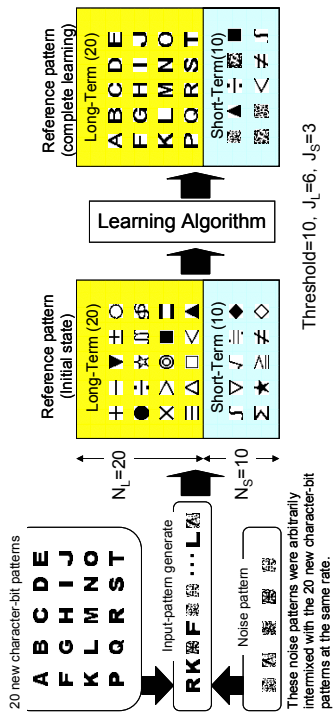 20 new character-bit patterns
A B C D E
F G H I J
K L M N O
P Q R S T
Input-pattern generate
R K F ···· L
Noise pattern
These noise patterns were arbitrarily
intermixed with the 20 new character-bit
patterns at the same rate.
N_L=20
N_S=10
Reference pattern
(Initial state)
Long-Term (20)
Short-Term (10)
Learning Algorithm
Reference pattern
(complete learning)
Long-Term (20)
A B C D E
F G H I J
K L M N O
P Q R S T
Short-Term(10)
Threshold=10, J_L=6, J_S=3